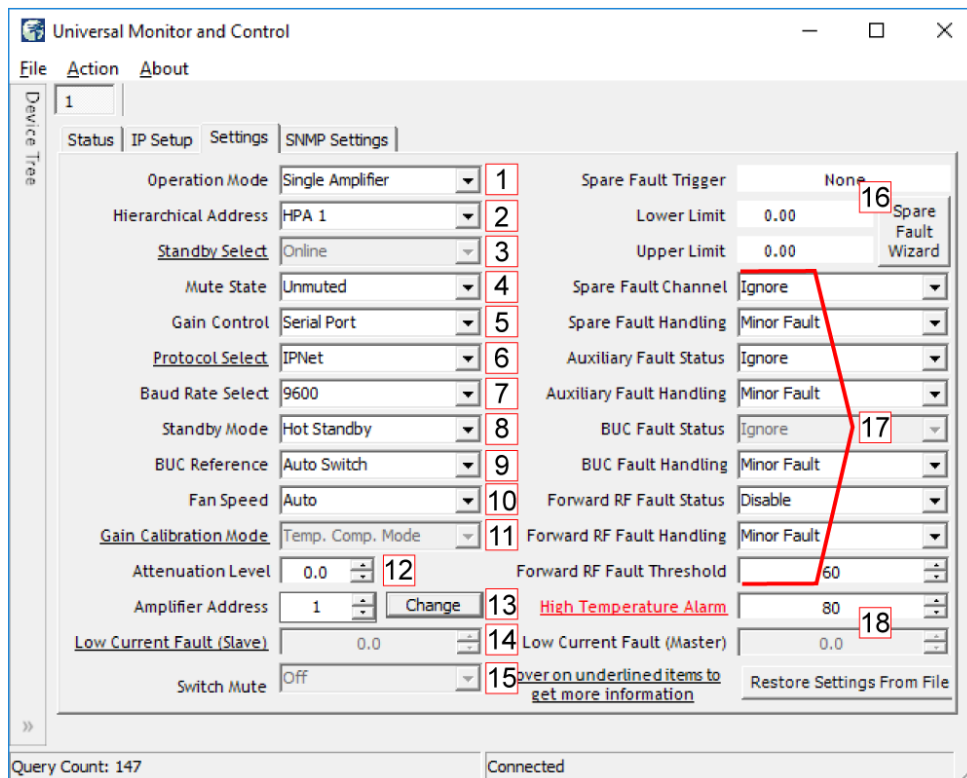 Universal Monitor and Control
File Action About
Device Tree
1
Status IP Setup Settings SNMP Settings
Operation Mode Single Amplifier 1
Hierarchical Address HPA 1 2
Standby Select Online 3
Mute State Unmuted 4
Gain Control Serial Port 5
Protocol Select IPNet 6
Baud Rate Select 9600 7
Standby Mode Hot Standby 8
BUC Reference Auto Switch 9
Fan Speed Auto 10
Gain Calibration Mode Temp. Comp. Mode 11
Attenuation Level 0.0 12
Amplifier Address 1 Change 13
Low Current Fault (Slave) 0.0 14
Switch Mute Off 15
Spare Fault Trigger None
16
Lower Limit 0.00
Upper Limit 0.00
Spare
Fault
Wizard
Spare Fault Channel Ignore
Spare Fault Handling Minor Fault
Auxiliary Fault Status Ignore
Auxiliary Fault Handling Minor Fault
BUC Fault Status Ignore 17
BUC Fault Handling Minor Fault
Forward RF Fault Status Disable
Forward RF Fault Handling Minor Fault
Forward RF Fault Threshold 60
High Temperature Alarm 80
18
Low Current Fault (Master) 0.0
over on underlined items to
get more information
Restore Settings From File
»
Query Count: 147 Connected